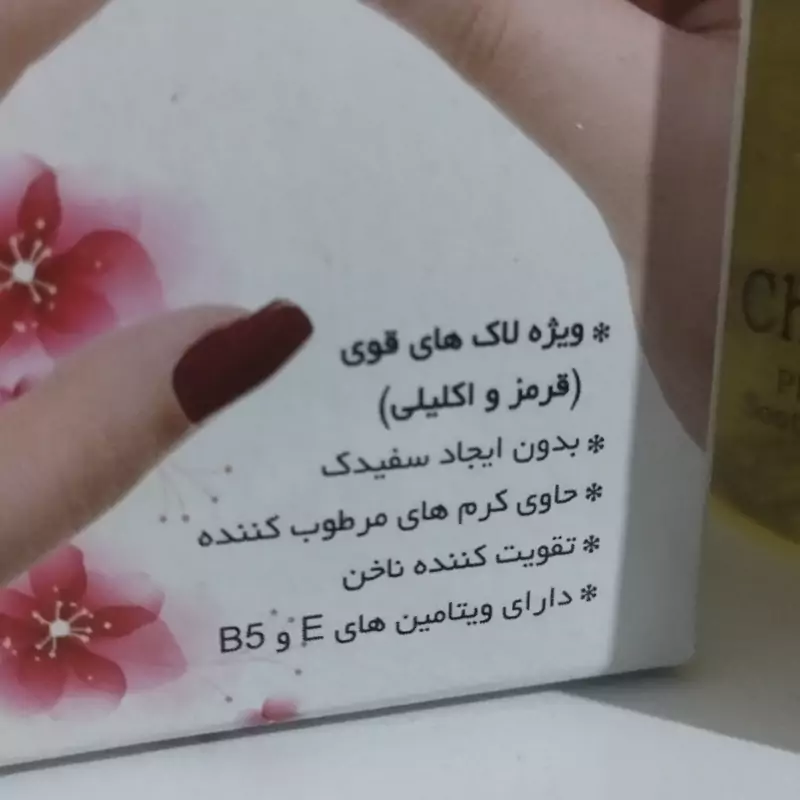 * ویژه لاک های قوی
(قرمز و اکلیلی)
* بدون ایجاد سفیدک
* حاوی کرم های مرطوب کننده
* تقویت کننده ناخن
* دارای ویتامین های E و B5